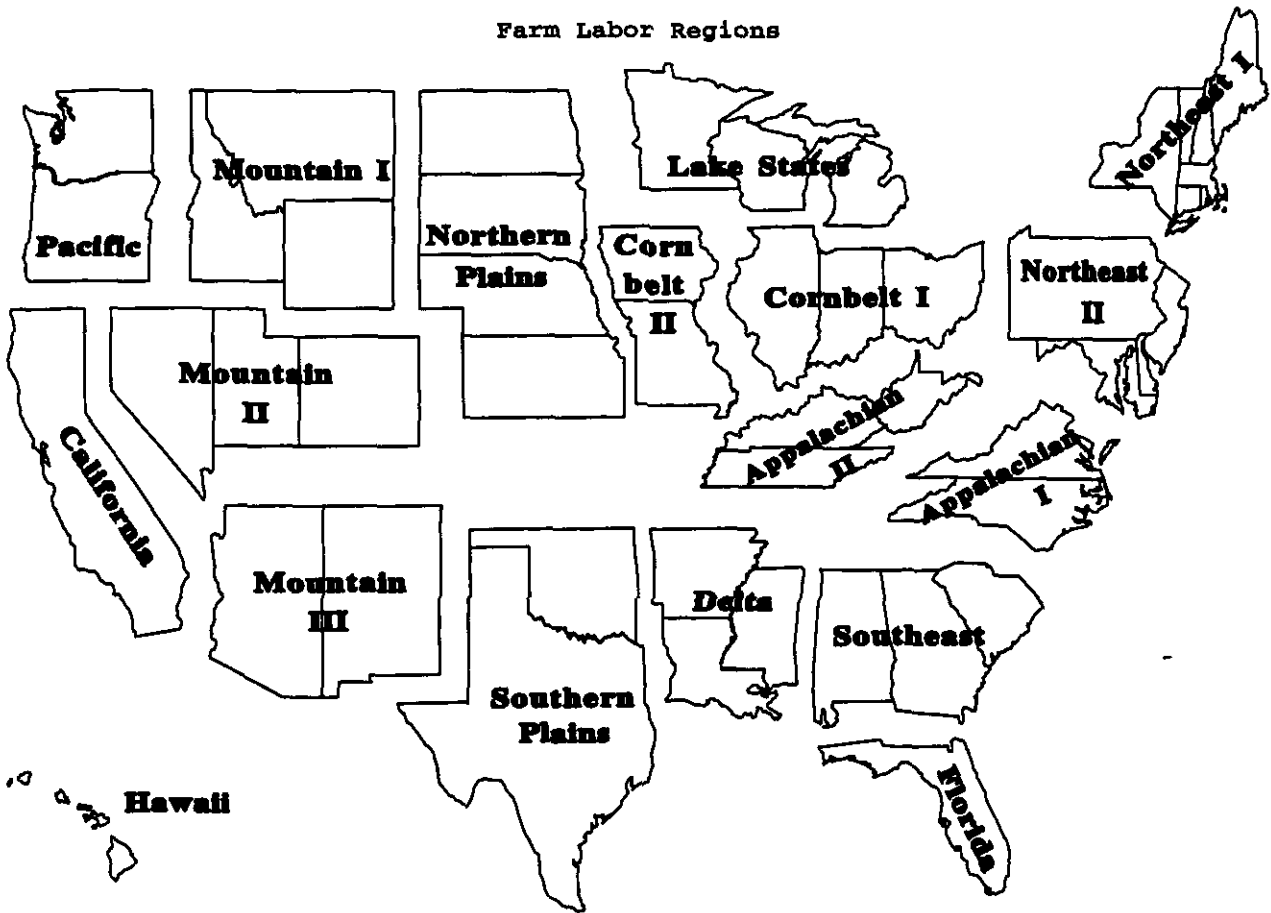 Farm Labor Regions
Northeast I
Mountain I
Lake States
Pacific
Northern
Plains
Corn
belt
II
Cornbelt I
Northeast
II
Mountain
II
California
Appalachian
II
Appalachian
I
Mountain
III
Delta
Southeast
Southern
Plains
Hawaii
Florida